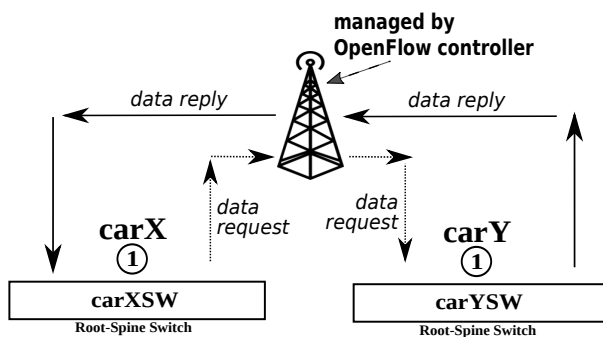 managed by
OpenFlow controller
data reply
data reply
data
request
data
request
carX
1
carXSW
Root-Spine Switch
carY
1
carYSW
Root-Spine Switch